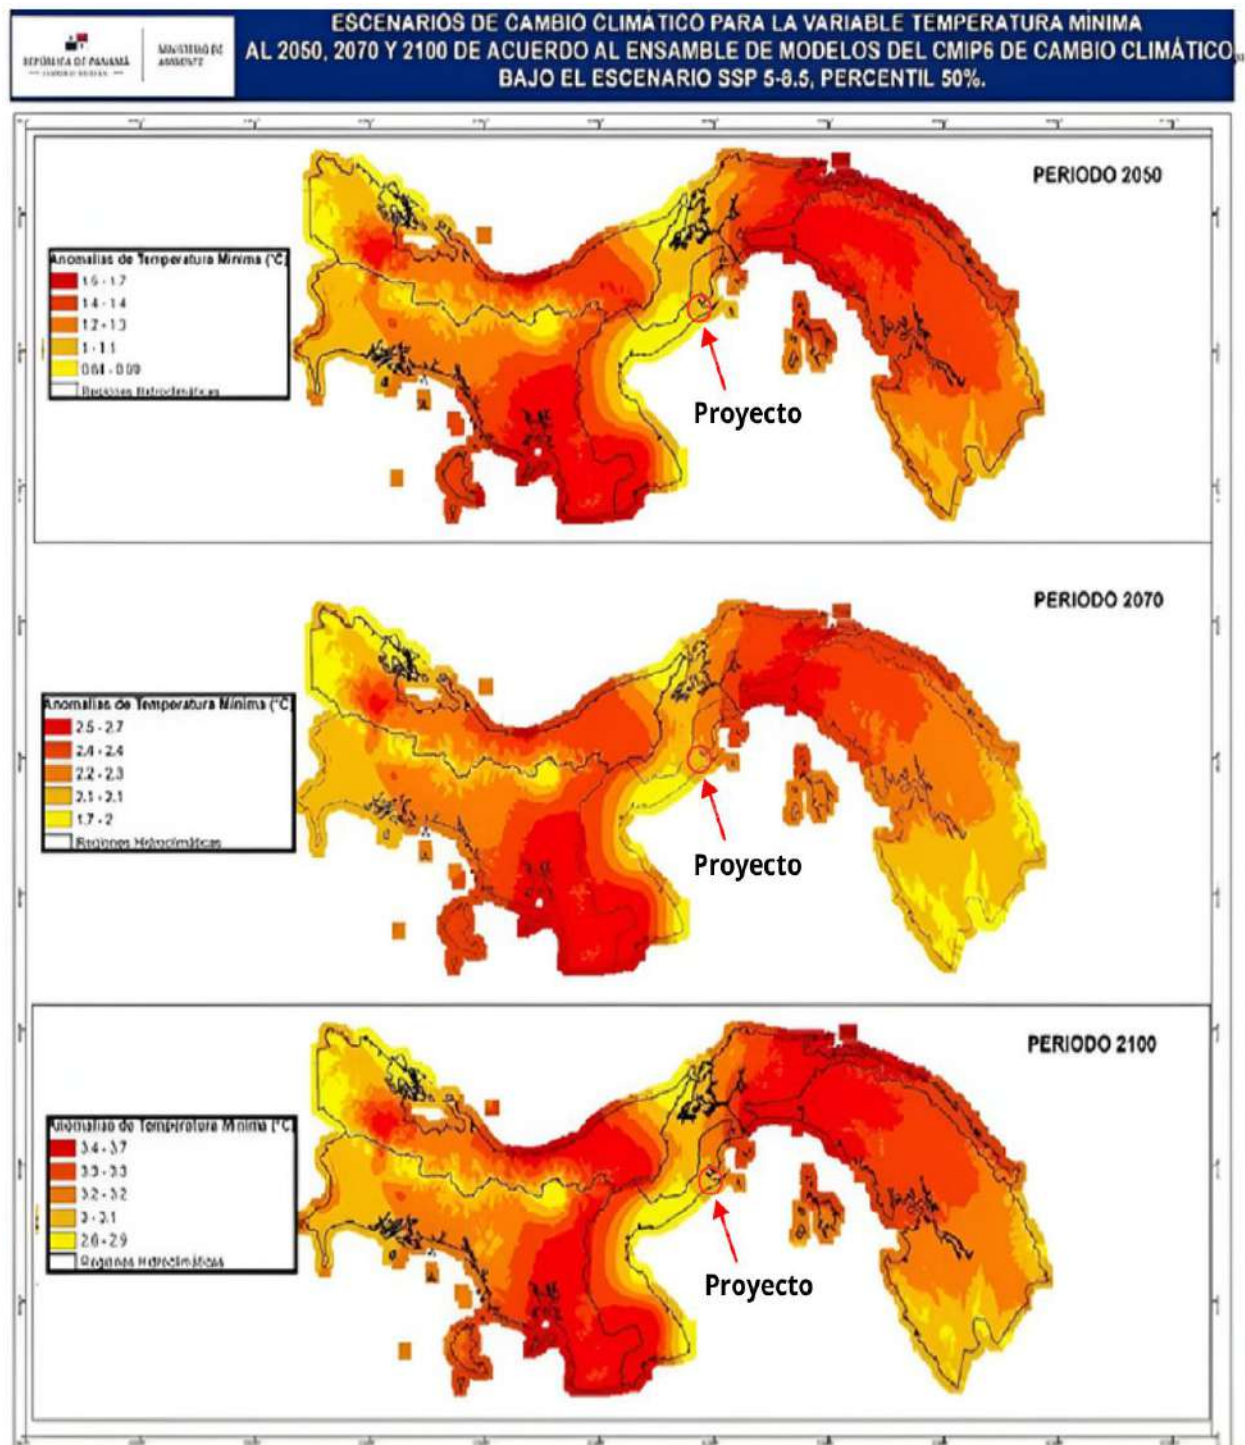 ESCENARIOS DE CAMBIO CLIMÁTICO PARA LA VARIABLE TEMPERATURA MÍNIMA
AL 2050, 2070 Y 2100 DE ACUERDO AL ENSAMBLE DE MODELOS DEL CMIP6 DE CAMBIO CLIMÁTICO,
BAJO EL ESCENARIO SSP 5-8.5, PERCENTIL 50%.
REPÚBLICA DE PANAMÁ
MINISTERIO DE
AMBIENTE
PERIODO 2050
Anomalías de Temperatura Mínima (°C)
1.6 - 1.7
1.4 - 1.4
1.2 - 1.3
1 - 1.1
Regiones Hidroclimáticas
Proyecto
PERIODO 2070
Anomalías de Temperatura Mínima (°C)
2.5 - 2.7
2.4 - 2.4
2.2 - 2.3
2.1 - 2.1
1.7 - 2
Regiones Hidroclimáticas
Proyecto
PERIODO 2100
Anomalías de Temperatura Mínima (°C)
3.4 - 3.7
3.3 - 3.3
3.2 - 3.2
3 - 3.1
Regiones Hidroclimáticas
Proyecto